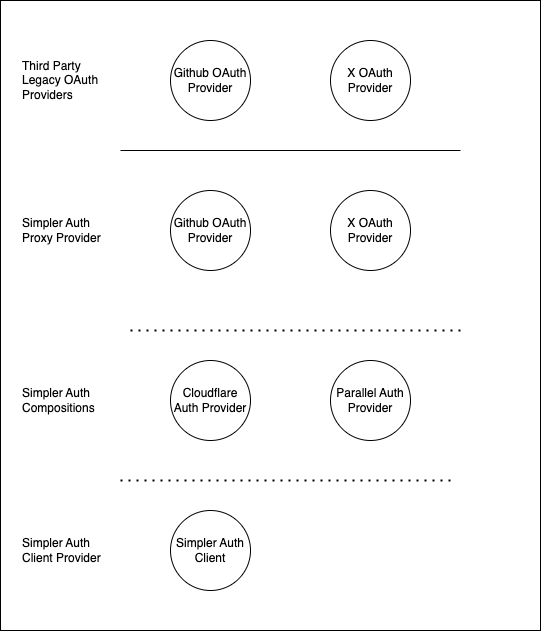 Third Party
Legacy OAuth
Providers
Github OAuth
Provider
X OAuth
Provider
Simpler Auth
Proxy Provider
Github OAuth
Provider
X OAuth
Provider
Simpler Auth
Compositions
Cloudflare
Auth Provider
Parallel Auth
Provider
Simpler Auth
Client Provider
Simpler Auth
Client